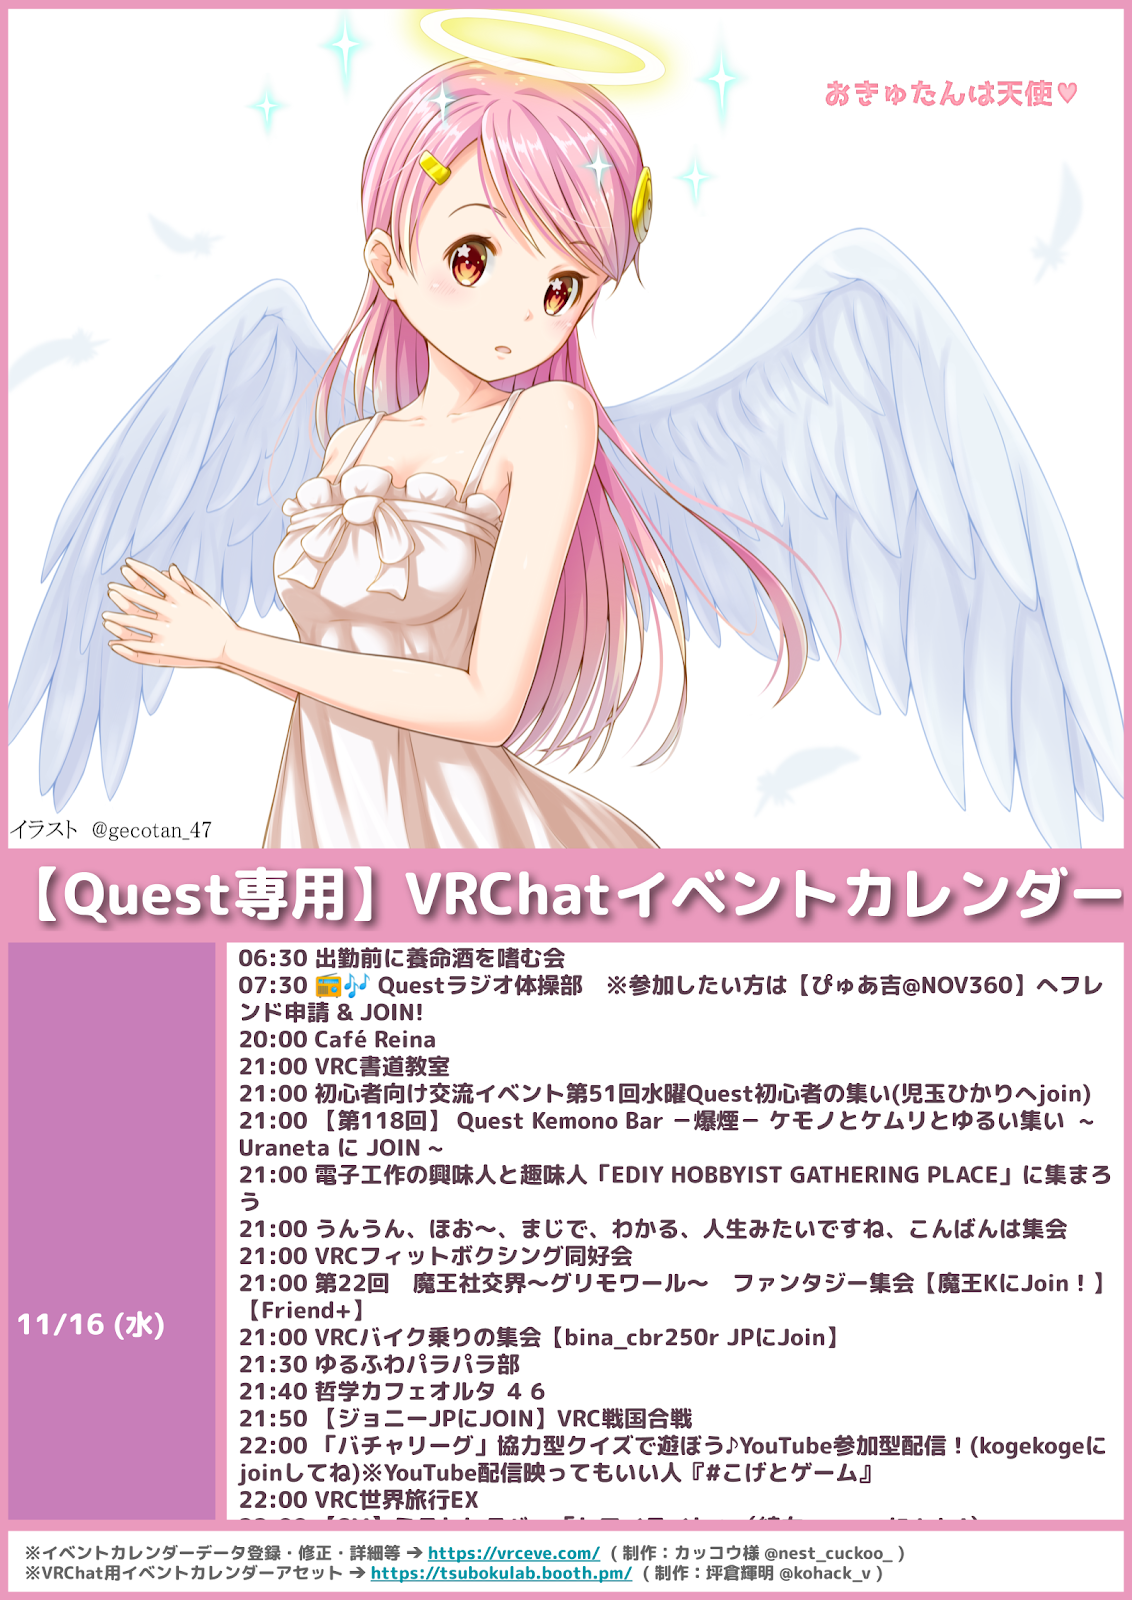 おきゅたんは天使♥
イラスト @gecotan_47
【Quest専用】VRChatイベントカレンダー
11/16 (水)
06:30 出勤前に養命酒を嗜む会
07:30 📻🎶 Questラジオ体操部　※参加したい方は【ぴゅあ吉@NOV360】へフレ
ンド申請 & JOIN!
20:00 Café Reina
21:00 VRC書道教室
21:00 初心者向け交流イベント第51回水曜Quest初心者の集い(児玉ひかりへjoin)
21:00 【第118回】 Quest Kemono Bar －爆煙－ ケモノとケムリとゆるい集い ~
Uraneta に JOIN ~
21:00 電子工作の興味人と趣味人「EDIY HOBBYIST GATHERING PLACE」に集まろ
う
21:00 うんうん、ほお〜、まじで、わかる、人生みたいですね、こんばんは集会
21:00 VRCフィットボクシング同好会
21:00 第22回　魔王社交界〜グリモワール〜　ファンタジー集会【魔王KにJoin！】
【Friend+】
21:00 VRCバイク乗りの集会【bina_cbr250r JPにJoin】
21:30 ゆるふわパラパラ部
21:40 哲学カフェオルタ ４６
21:50 【ジョニーJPにJOIN】VRC戦国合戦
22:00 「バチャリーグ」協力型クイズで遊ぼう♪YouTube参加型配信！(kogekogeに
joinしてね)※YouTube配信映ってもいい人『#こげとゲーム』
22:00 VRC世界旅行EX
※イベントカレンダーデータ登録・修正・詳細等 ➔ https://vrceve.com/ ( 制作：カッコウ様 @nest_cuckoo_ )
※VRChat用イベントカレンダーアセット ➔ https://tsubokulab.booth.pm/ ( 制作：坪倉輝明 @kohack_v )